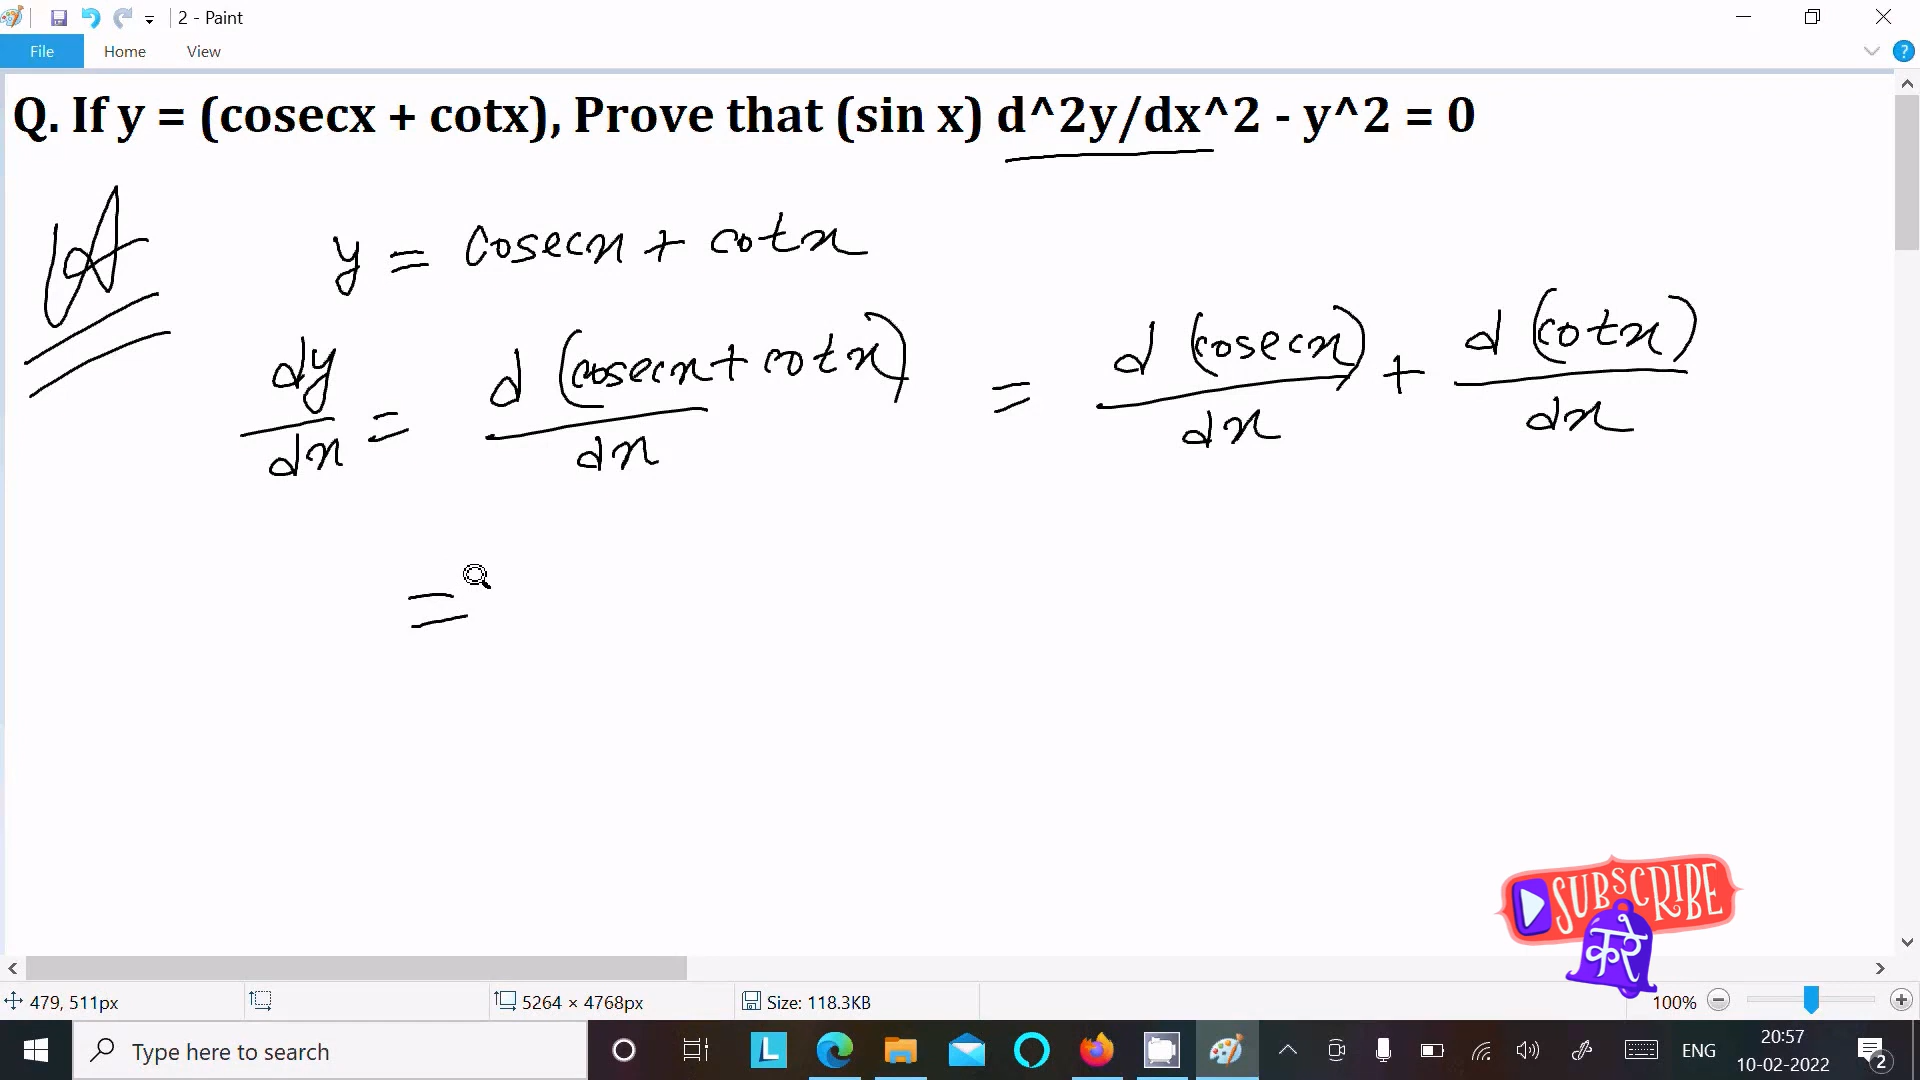 2 - Paint
File Home View
Q. If y = (cosecx + cotx), Prove that (sin x) d^2y/dx^2 - y^2 = 0
A
y = cosecx + cotx
dy/dx = d (cosecx + cotx)/dx = d (cosecx)/dx + d (cotx)/dx
=
SUBSCRIBE
करे
479, 511px 5264 × 4768px Size: 118.3KB 100%
Type here to search L ENG 20:57
10-02-2022 2